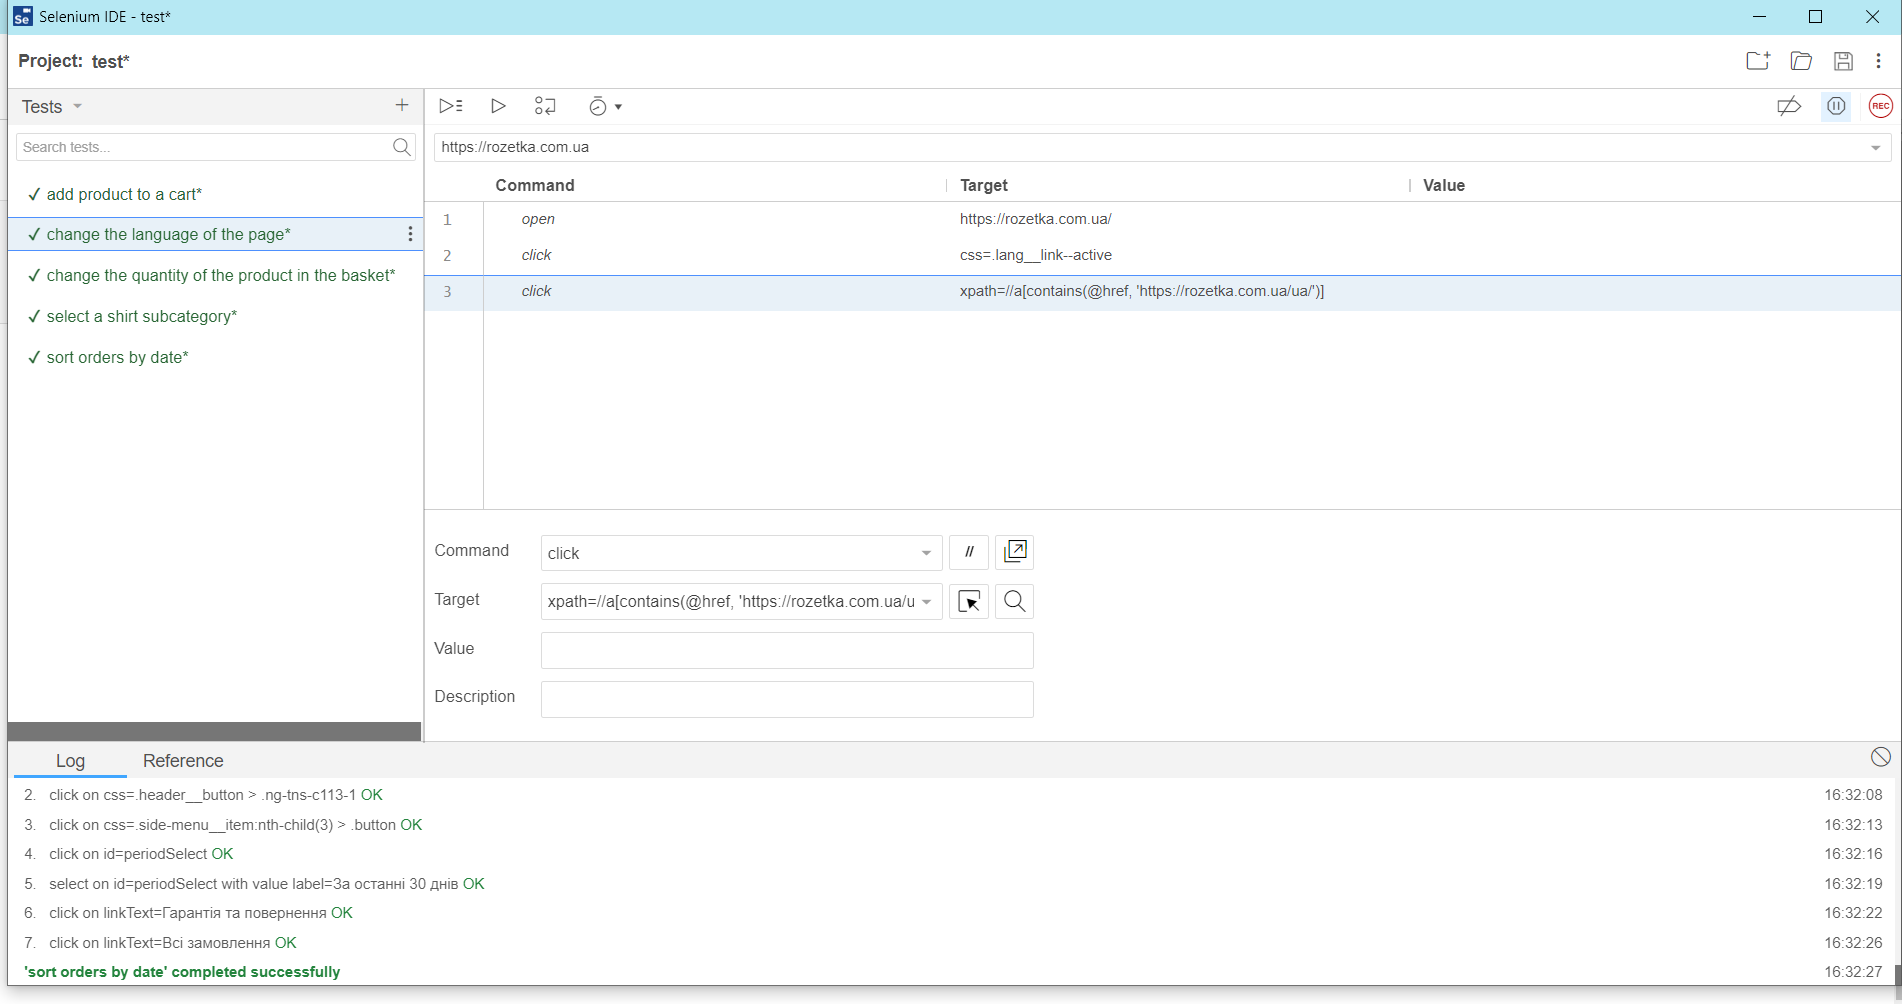 Se Selenium IDE - test*
Project: test*
Tests
Search tests...
✓ add product to a cart*
✓ change the language of the page*
✓ change the quantity of the product in the basket*
✓ select a shirt subcategory*
✓ sort orders by date*
REC
https://rozetka.com.ua
Command Target Value
1 open https://rozetka.com.ua/
2 click css=.lang__link--active
3 click xpath=//a[contains(@href, 'https://rozetka.com.ua/ua/')]
Command click //
Target xpath=//a[contains(@href, 'https://rozetka.com.ua/u
Value
Description
Log Reference
2. click on css=.header__button > .ng-tns-c113-1 OK 16:32:08
3. click on css=.side-menu__item:nth-child(3) > .button OK 16:32:13
4. click on id=periodSelect OK 16:32:16
5. select on id=periodSelect with value label=За останні 30 днів OK 16:32:19
6. click on linkText=Гарантія та повернення OK 16:32:22
7. click on linkText=Всі замовлення OK 16:32:26
'sort orders by date' completed successfully 16:32:27